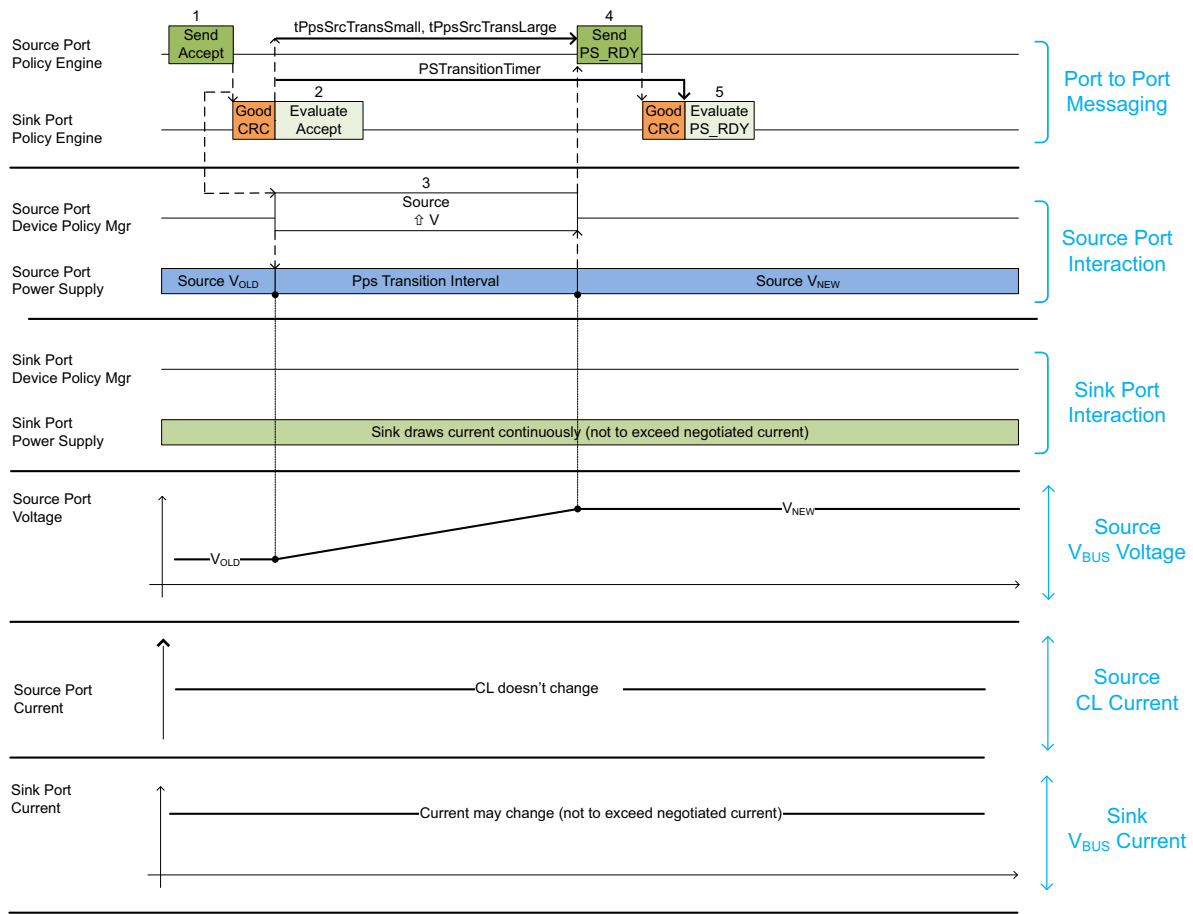 1
Send
Accept
tPpsSrcTransSmall, tPpsSrcTransLarge
4
Send
PS_RDY
Source Port
Policy Engine
PSTransitionTimer
Port to Port
Messaging
2
5
Good
CRC
Evaluate
Accept
Good
CRC
Evaluate
PS_RDY
Sink Port
Policy Engine
3
Source
⇧ V
Source Port
Device Policy Mgr
Source Port
Interaction
Source Port
Power Supply
Source VOLD
Pps Transition Interval
Source VNEW
Sink Port
Device Policy Mgr
Sink Port
Interaction
Sink Port
Power Supply
Sink draws current continuously (not to exceed negotiated current)
Source Port
Voltage
VNEW
VOLD
Source
VBUS Voltage
Source Port
Current
CL doesn't change
Source
CL Current
Sink Port
Current
Current may change (not to exceed negotiated current)
Sink
VBUS Current